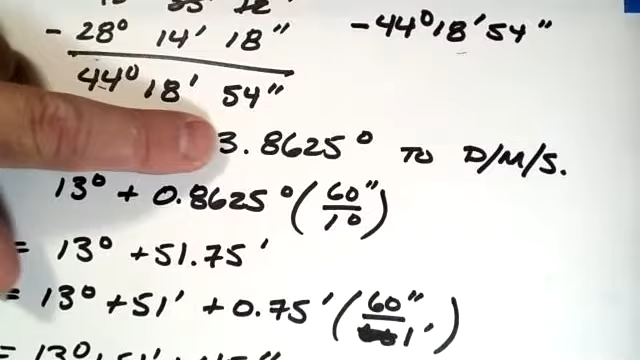 - 28° 14' 18"
44° 18' 54"
- 44° 18' 54"
3.8625° TO D/M/S.
13° + 0.8625° (60"/1°)
= 13° + 51.75'
= 13° + 51' + 0.75' (60"/1')